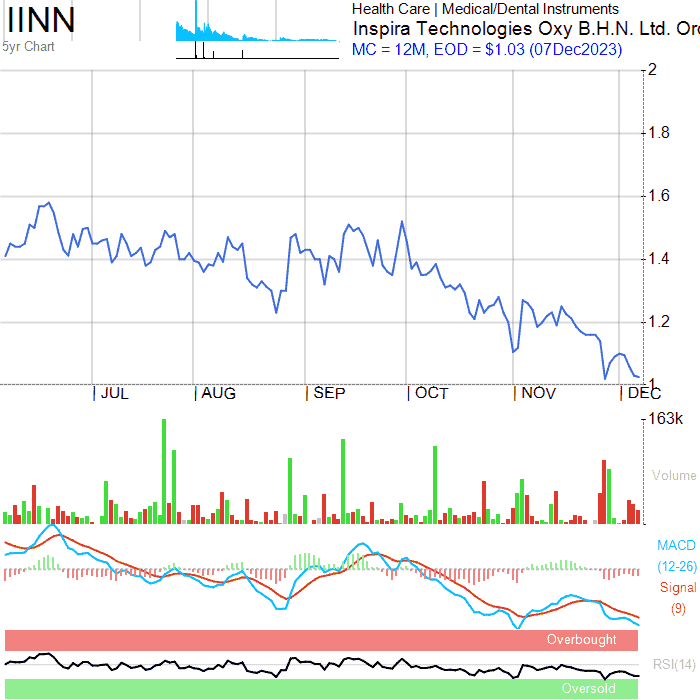 IINN
5yr Chart
Health Care | Medical/Dental Instruments
Inspira Technologies Oxy B.H.N. Ltd. Ord
MC = 12M, EOD = $1.03 (07Dec2023)
2
1.8
1.6
1.4
1.2
1
JUL AUG SEP OCT NOV DEC
163k
Volume
MACD
(12-26)
Signal
(9)
Overbought
RSI(14)
Oversold